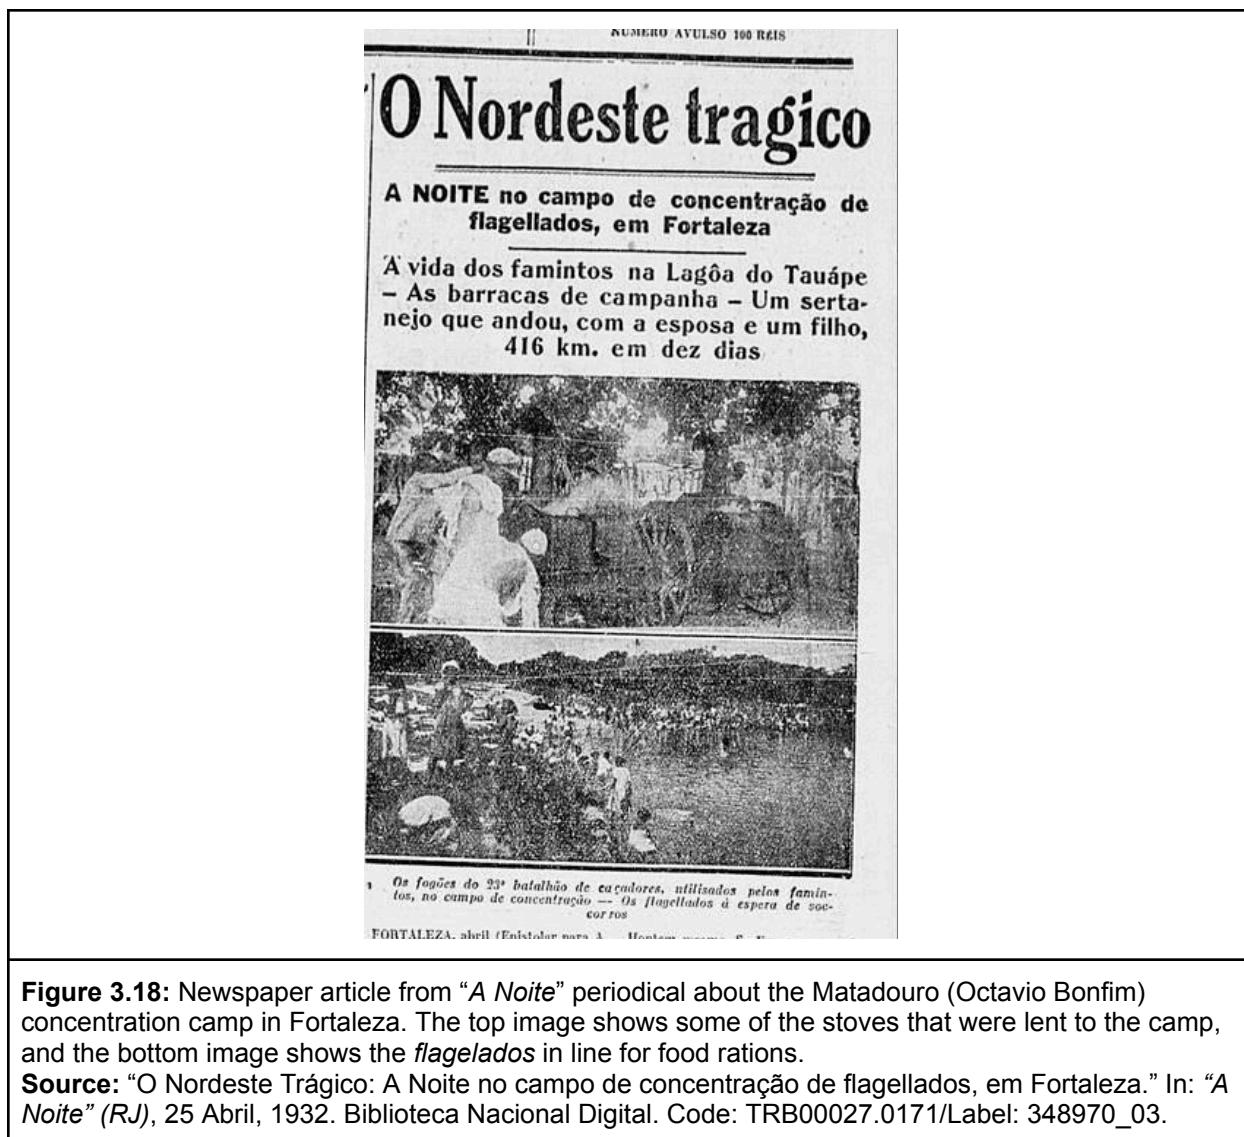 NUMERO AVULSO 100 RÉIS
O Nordeste tragico
A NOITE no campo de concentração de
flagellados, em Fortaleza
A vida dos famintos na Lagôa do Tauápe
– As barracas de campanha – Um serta-
nejo que andou, com a esposa e um filho,
416 km. em dez dias
Os fogões do 23º batalhão de caçadores, utilisados pelos famin-
tos, no campo de concentração — Os flagellados á espera de soc-
corros
FORTALEZA, abril (Epistolar para A
Figure 3.18: Newspaper article from “A Noite” periodical about the Matadouro (Octavio Bonfim)
concentration camp in Fortaleza. The top image shows some of the stoves that were lent to the camp,
and the bottom image shows the flagelados in line for food rations.
Source: “O Nordeste Trágico: A Noite no campo de concentração de flagellados, em Fortaleza.” In: “A
Noite” (RJ), 25 Abril, 1932. Biblioteca Nacional Digital. Code: TRB00027.0171/Label: 348970_03.